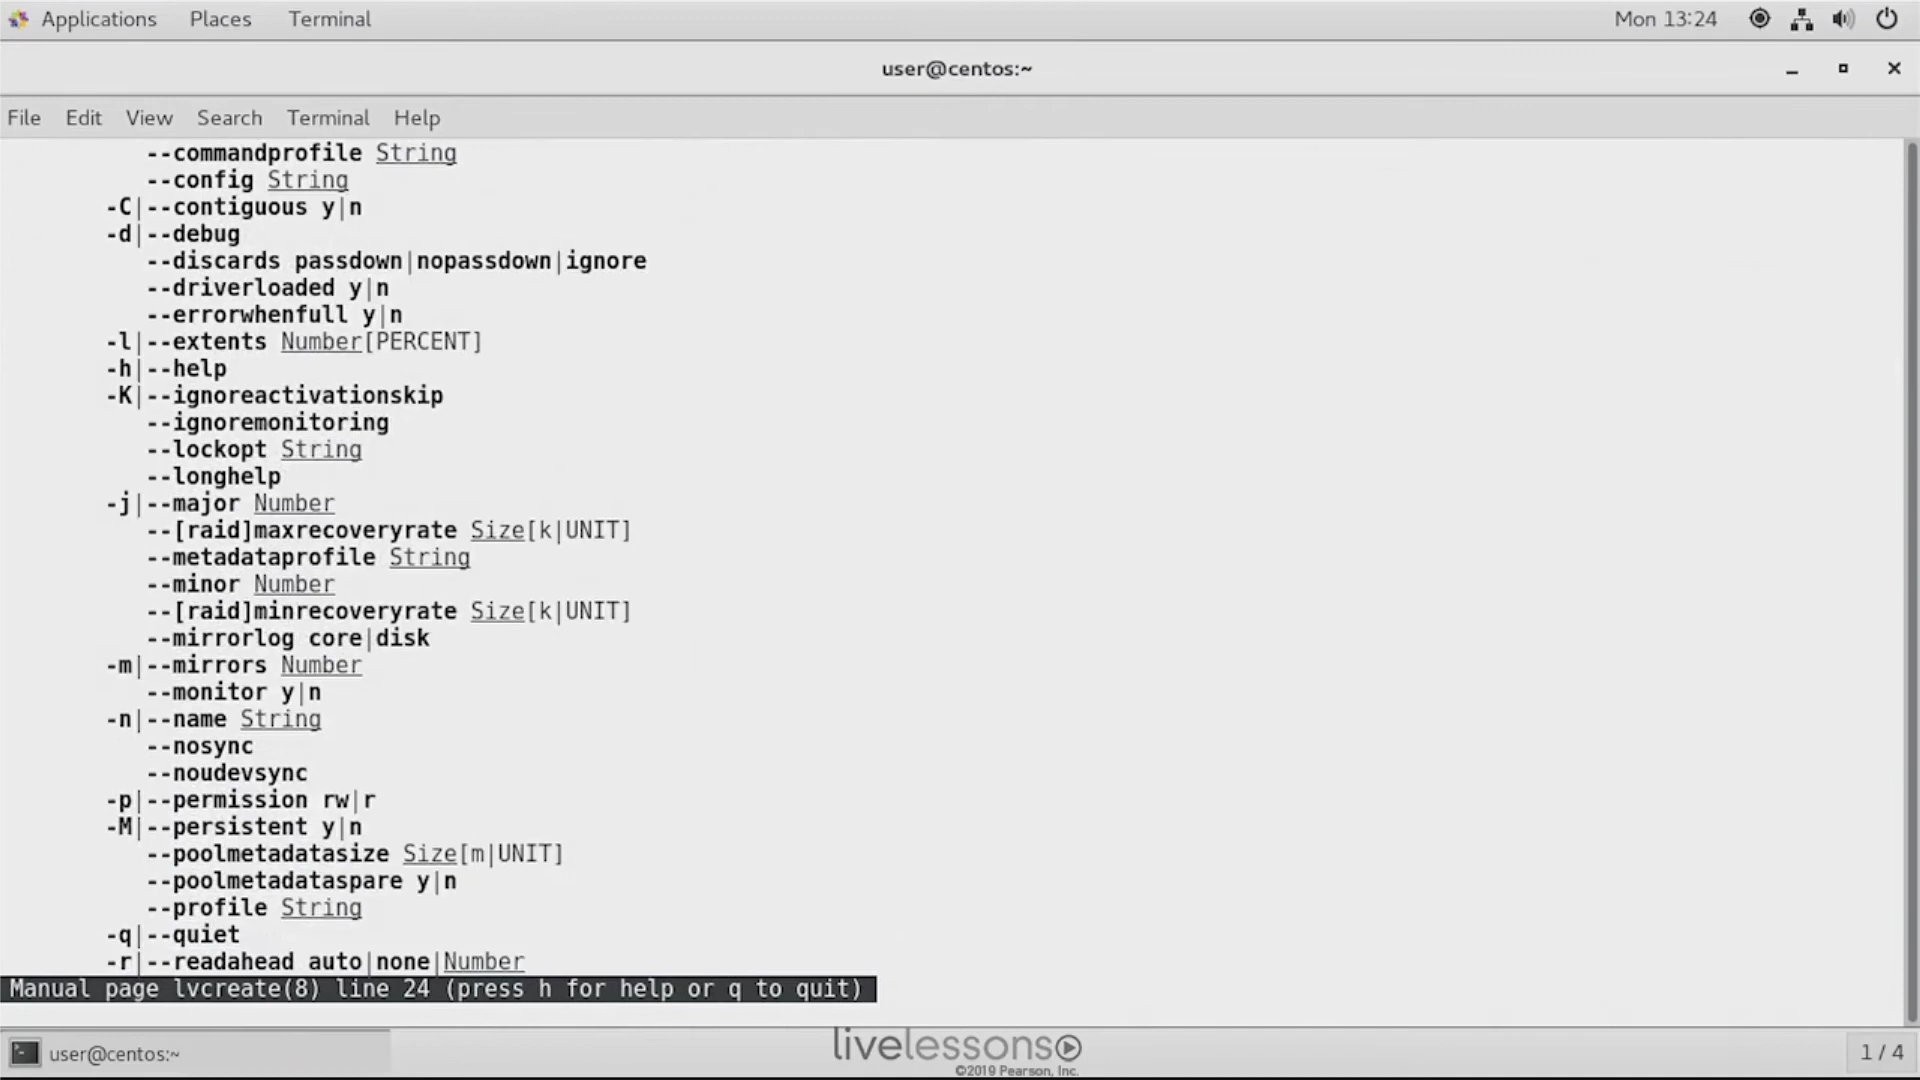 Applications Places Terminal Mon 13:24
user@centos:~
File Edit View Search Terminal Help
--commandprofile String
--config String
-C|--contiguous y|n
-d|--debug
--discards passdown|nopassdown|ignore
--driverloaded y|n
--errorwhenfull y|n
-l|--extents Number[PERCENT]
-h|--help
-K|--ignoreactivationskip
--ignoremonitoring
--lockopt String
--longhelp
-j|--major Number
--[raid]maxrecoveryrate Size[k|UNIT]
--metadataprofile String
--minor Number
--[raid]minrecoveryrate Size[k|UNIT]
--mirrorlog core|disk
-m|--mirrors Number
--monitor y|n
-n|--name String
--nosync
--noudevsync
-p|--permission rw|r
-M|--persistent y|n
--poolmetadatasize Size[m|UNIT]
--poolmetadataspare y|n
--profile String
-q|--quiet
-r|--readahead auto|none|Number
Manual page lvcreate(8) line 24 (press h for help or q to quit)
user@centos:~
livelessons
©2019 Pearson, Inc.
1 / 4